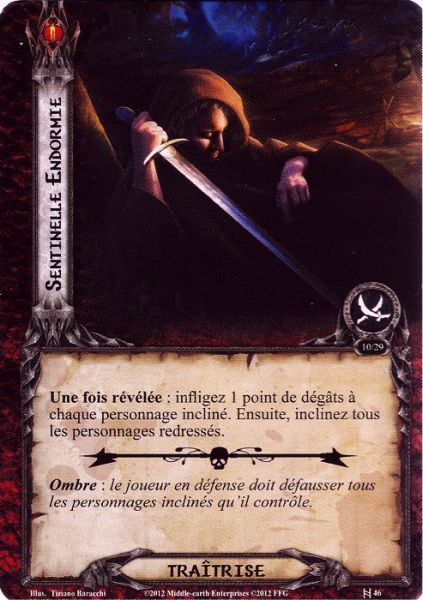 SENTINELLE ENDORMIE
10/29
Une fois révélée : infligez 1 point de dégâts à
chaque personnage incliné. Ensuite, inclinez tous
les personnages redressés.
Ombre : le joueur en défense doit défausser tous
les personnages inclinés qu'il contrôle.
TRAÎTRISE
Illus. Tiziano Baracchi ©2012 Middle-earth Enterprises ©2012 FFG 46